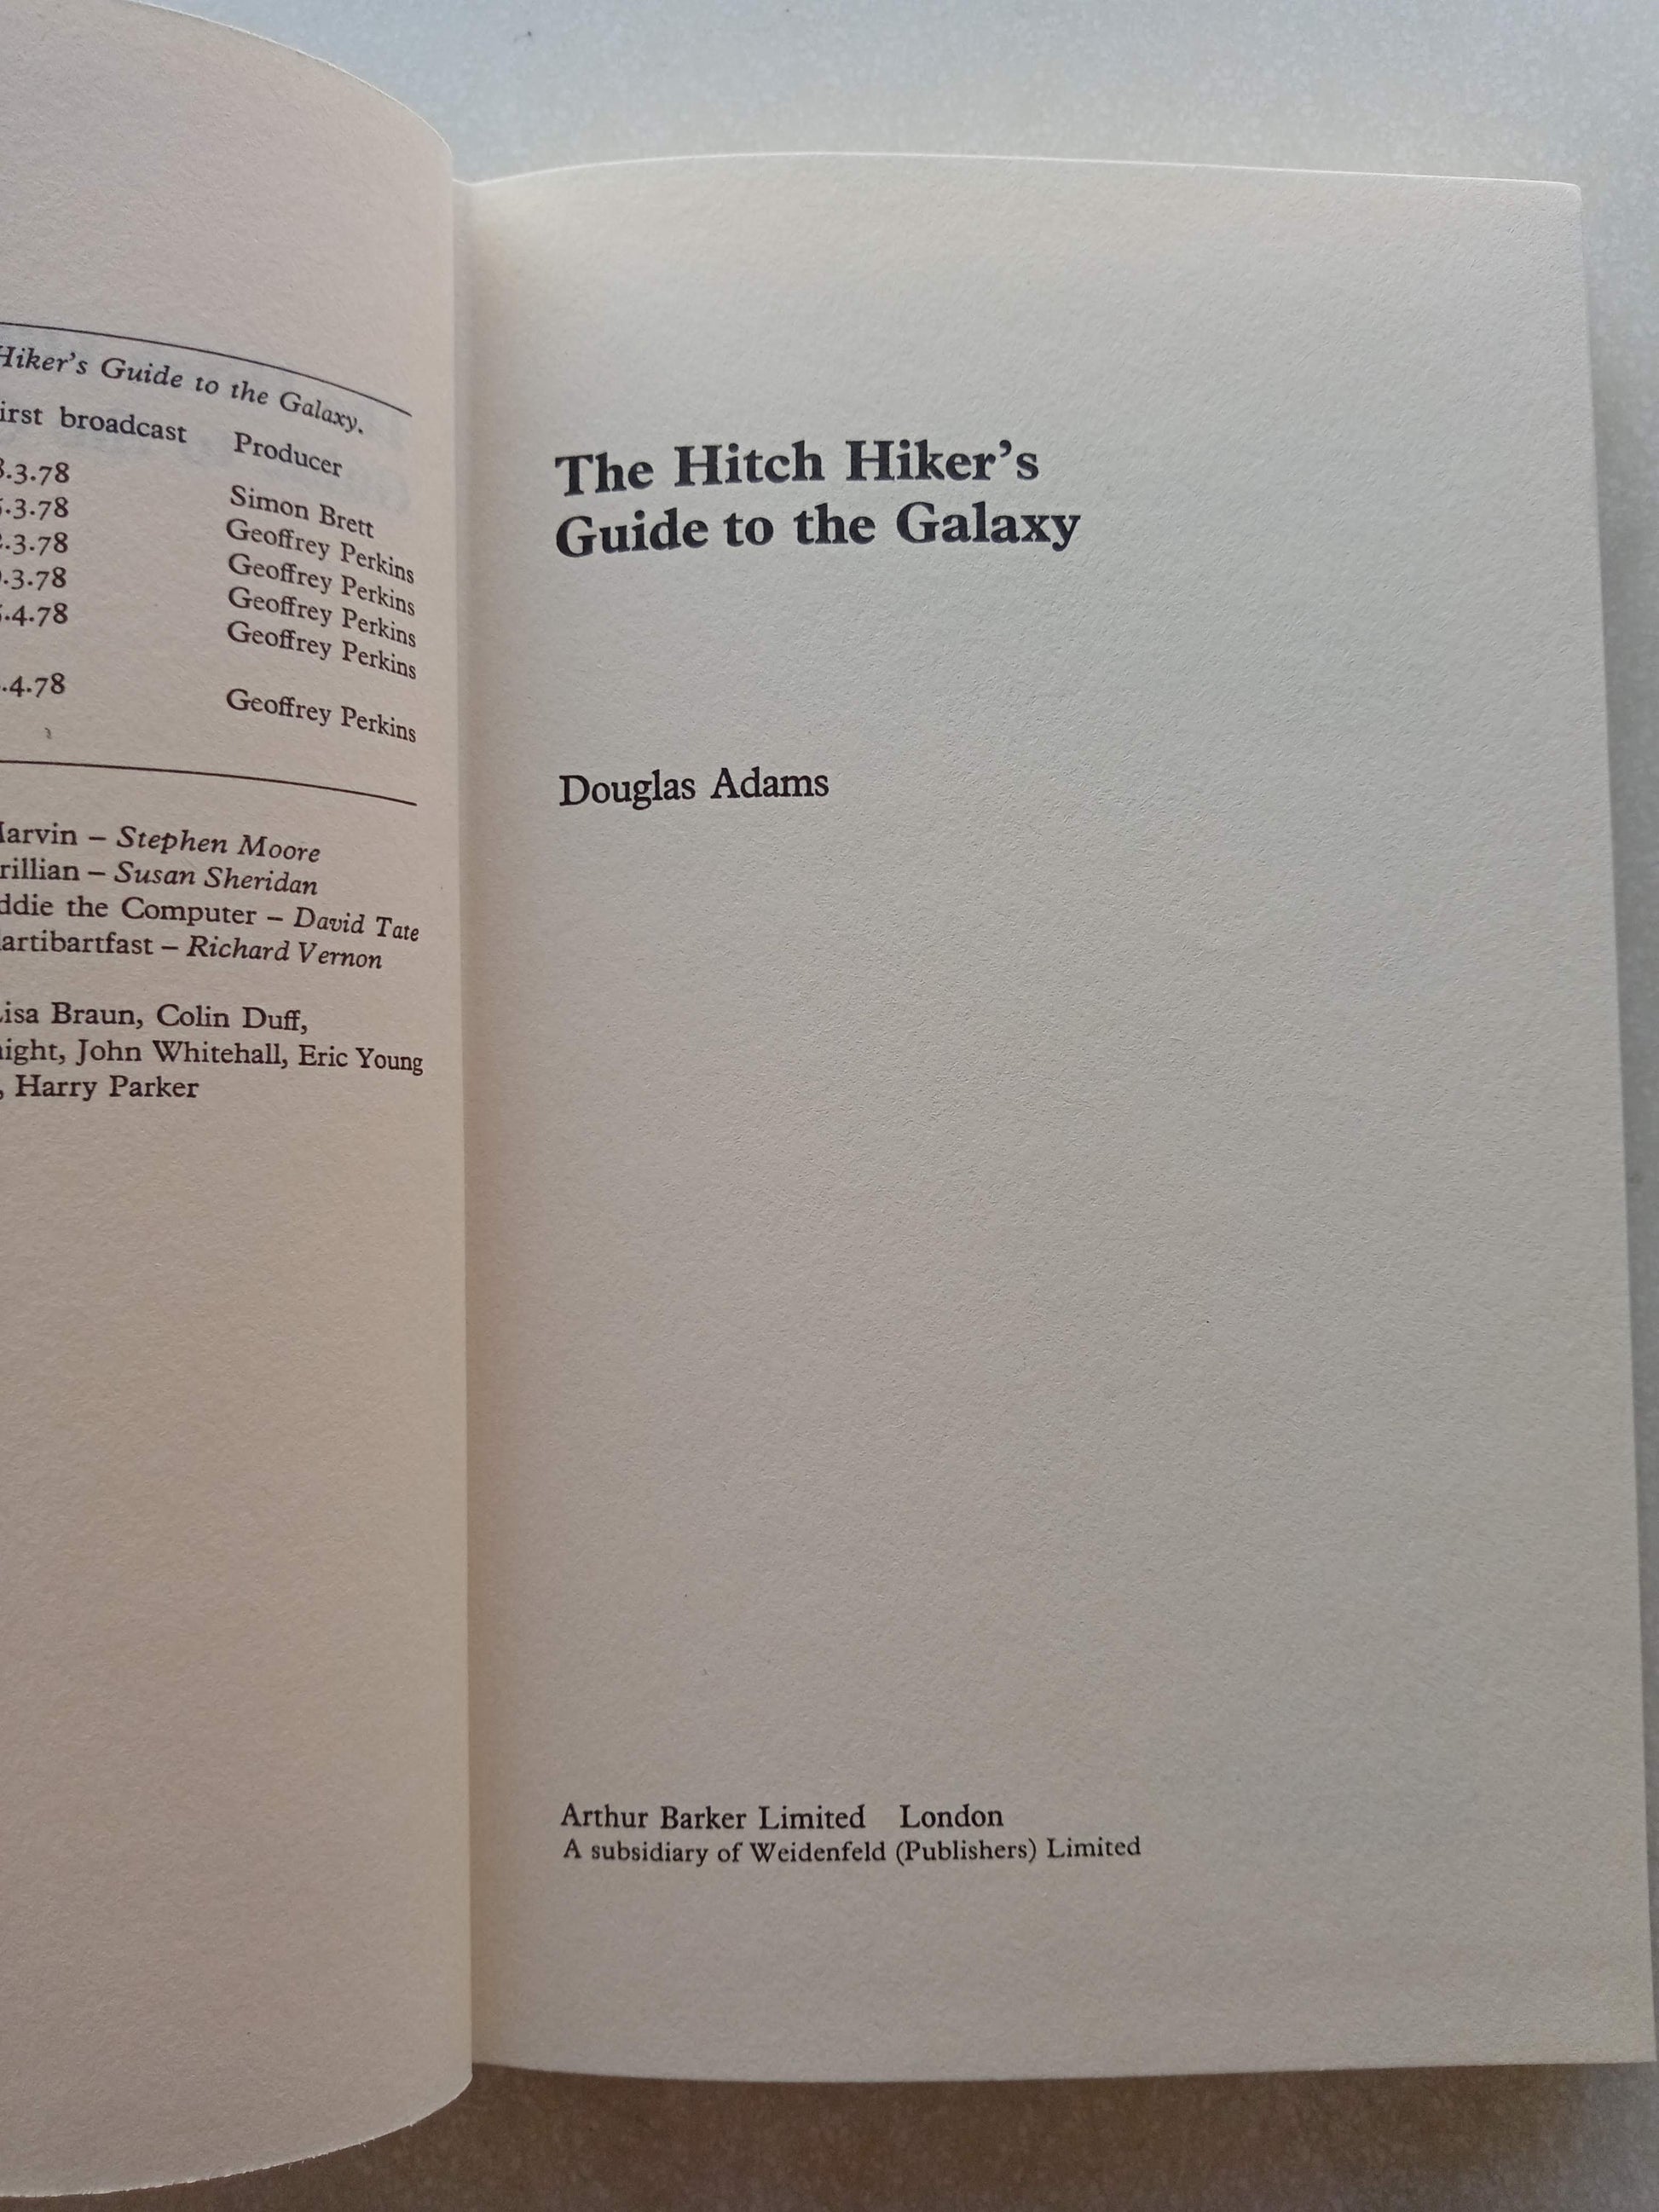 Hiker's Guide to the Galaxy.
broadcast Producer
.3.78 Simon Brett
.3.78 Geoffrey Perkins
.3.78 Geoffrey Perkins
.3.78 Geoffrey Perkins
.4.78 Geoffrey Perkins
.4.78 Geoffrey Perkins
arvin – Stephen Moore
rillian – Susan Sheridan
ddie the Computer – David Tate
artibartfast – Richard Vernon
isa Braun, Colin Duff,
ight, John Whitehall, Eric Young
, Harry Parker
The Hitch Hiker's
Guide to the Galaxy
Douglas Adams
Arthur Barker Limited London
A subsidiary of Weidenfeld (Publishers) Limited